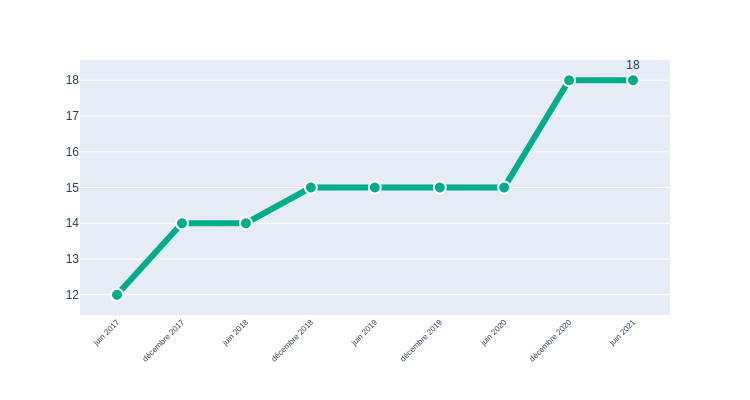 18
18
17
16
15
14
13
12
juin 2017
décembre 2017
juin 2018
décembre 2018
juin 2019
décembre 2019
juin 2020
décembre 2020
juin 2021